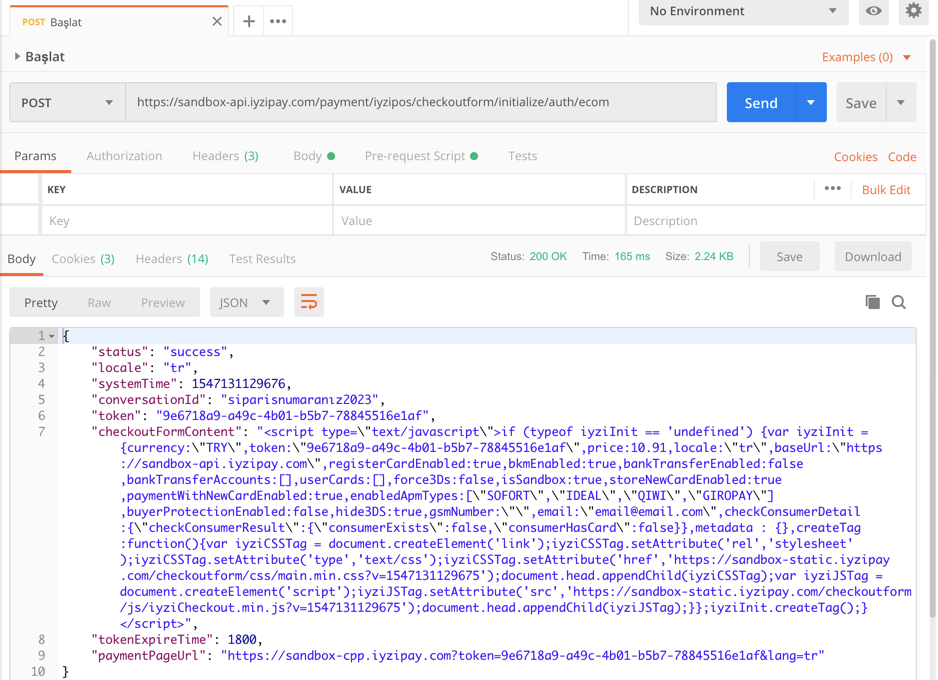 POST Başlat
No Environment
Başlat
Examples (0)
POST
https://sandbox-api.iyzipay.com/payment/iyzipos/checkoutform/initialize/auth/ecom
Send
Save
Params Authorization Headers (3) Body Pre-request Script Tests Cookies Code
KEY VALUE DESCRIPTION ••• Bulk Edit
Key Value Description
Body Cookies (3) Headers (14) Test Results Status: 200 OK Time: 165 ms Size: 2.24 KB Save Download
Pretty Raw Preview JSON
1 {
2 "status": "success",
3 "locale": "tr",
4 "systemTime": 1547131129676,
5 "conversationId": "siparisnumaranız2023",
6 "token": "9e6718a9-a49c-4b01-b5b7-78845516e1af",
7 "checkoutFormContent": "<script type=\"text/javascript\">if (typeof iyziInit == 'undefined') {var iyziInit =
{currency:\"TRY\",token:\"9e6718a9-a49c-4b01-b5b7-78845516e1af\",price:10.91,locale:\"tr\",baseUrl:\"https
://sandbox-api.iyzipay.com\",registerCardEnabled:true,bkmEnabled:true,bankTransferEnabled:false
,bankTransferAccounts:[],userCards:[],force3Ds:false,isSandbox:true,storeNewCardEnabled:true
,paymentWithNewCardEnabled:true,enabledApmTypes:[\"SOFORT\",\"IDEAL\",\"QIWI\",\"GIROPAY\"]
,buyerProtectionEnabled:false,hide3DS:true,gsmNumber:\"\",email:\"email@email.com\",checkConsumerDetail
:{\"checkConsumerResult\":{\"consumerExists\":false,\"consumerHasCard\":false}},metadata : {},createTag
:function(){var iyziCSSTag = document.createElement('link');iyziCSSTag.setAttribute('rel','stylesheet'
);iyziCSSTag.setAttribute('type','text/css');iyziCSSTag.setAttribute('href','https://sandbox-static.iyzipay
.com/checkoutform/css/main.min.css?v=1547131129675');document.head.appendChild(iyziCSSTag);var iyziJSTag =
document.createElement('script');iyziJSTag.setAttribute('src','https://sandbox-static.iyzipay.com/checkoutform
/js/iyziCheckout.min.js?v=1547131129675');document.head.appendChild(iyziJSTag);}};iyziInit.createTag();}
</script>",
8 "tokenExpireTime": 1800,
9 "paymentPageUrl": "https://sandbox-cpp.iyzipay.com?token=9e6718a9-a49c-4b01-b5b7-78845516e1af&lang=tr"
10 }